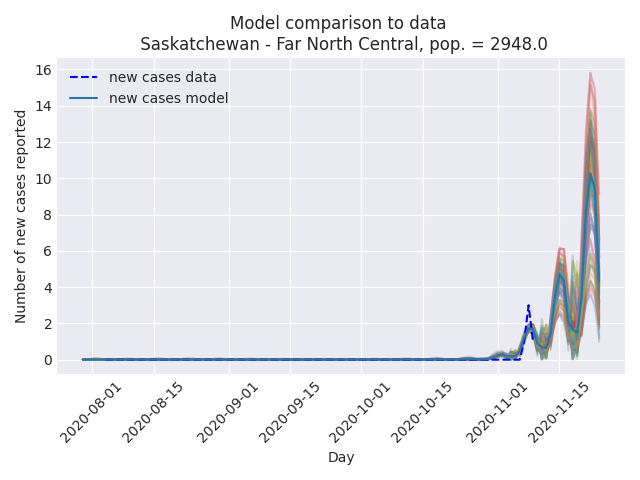 Model comparison to data
Saskatchewan - Far North Central, pop. = 2948.0
new cases data
new cases model
Number of new cases reported
16
14
12
10
8
6
4
2
0
2020-08-01
2020-08-15
2020-09-01
2020-09-15
2020-10-01
2020-10-15
2020-11-01
2020-11-15
Day